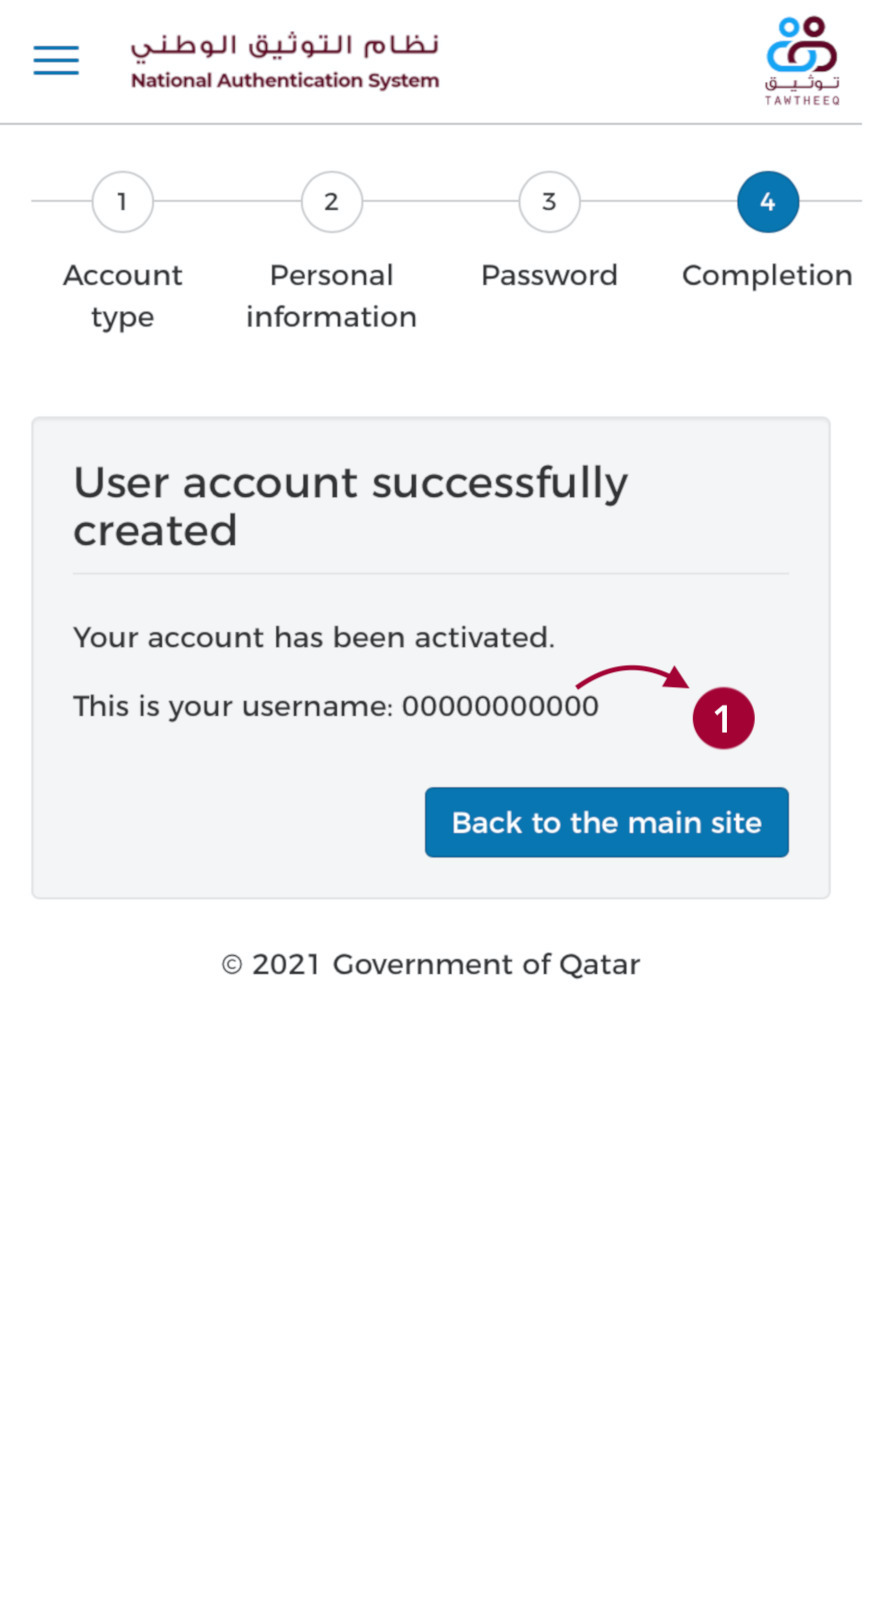 نظام التوثيق الوطني
National Authentication System
توثيق
TAWTHEEQ
1
2
3
4
Account
type
Personal
information
Password
Completion
User account successfully
created
Your account has been activated.
This is your username: 00000000000
1
Back to the main site
© 2021 Government of Qatar